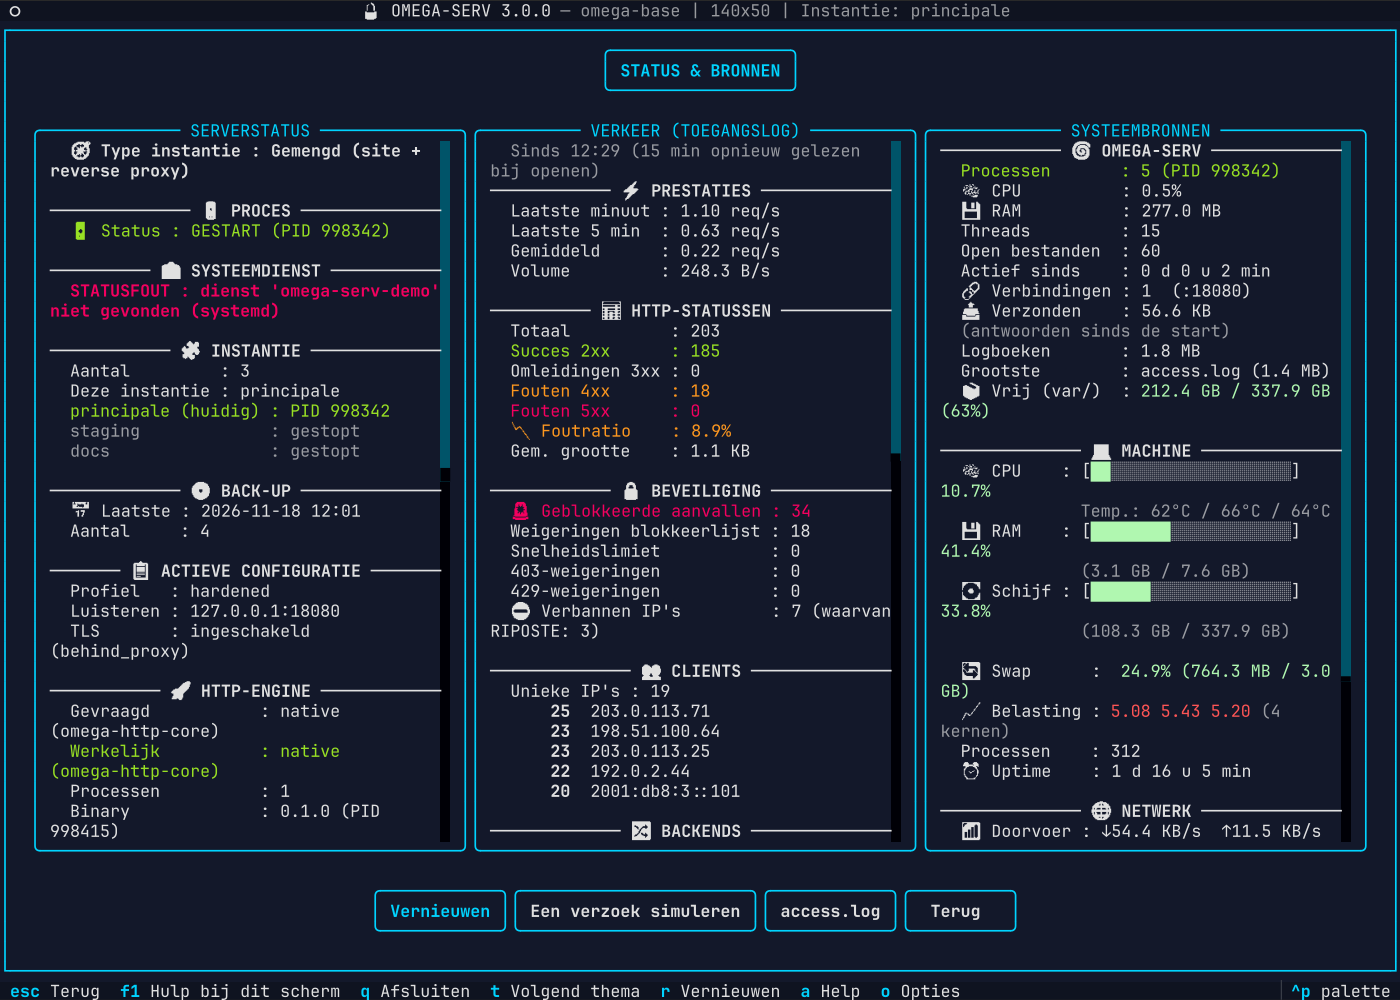 OMEGA-SERV 3.0.0 — omega-base | 140x50 | Instantie: principale
STATUS & BRONNEN
SERVERSTATUS
Type instantie : Gemengd (site +
reverse proxy)
PROCES
Status : GESTART (PID 998342)
SYSTEEMDIENST
STATUSFOUT : dienst 'omega-serv-demo'
niet gevonden (systemd)
INSTANTIE
Aantal : 3
Deze instantie : principale
principale (huidig) : PID 998342
staging : gestopt
docs : gestopt
BACK-UP
Laatste : 2026-11-18 12:01
Aantal : 4
ACTIEVE CONFIGURATIE
Profiel : hardened
Luisteren : 127.0.0.1:18080
TLS : ingeschakeld
(behind_proxy)
HTTP-ENGINE
Gevraagd : native
(omega-http-core)
Werkelijk : native
(omega-http-core)
Processen : 1
Binary : 0.1.0 (PID
998415)
VERKEER (TOEGANGSLOG)
Sinds 12:29 (15 min opnieuw gelezen
bij openen)
PRESTATIES
Laatste minuut : 1.10 req/s
Laatste 5 min : 0.63 req/s
Gemiddeld : 0.22 req/s
Volume : 248.3 B/s
HTTP-STATUSSEN
Totaal : 203
Succes 2xx : 185
Omleidingen 3xx : 0
Fouten 4xx : 18
Fouten 5xx : 0
Foutratio : 8.9%
Gem. grootte : 1.1 KB
BEVEILIGING
Geblokkeerde aanvallen : 34
Weigeringen blokkeerlijst : 18
Snelheidslimiet : 0
403-weigeringen : 0
429-weigeringen : 0
Verbannen IP's : 7 (waarvan
RIPOSTE: 3)
CLIENTS
Unieke IP's : 19
25 203.0.113.71
23 198.51.100.64
23 203.0.113.25
22 192.0.2.44
20 2001:db8:3::101
BACKENDS
SYSTEEMBRONNEN
OMEGA-SERV
Processen : 5 (PID 998342)
CPU : 0.5%
RAM : 277.0 MB
Threads : 15
Open bestanden : 60
Actief sinds : 0 d 0 u 2 min
Verbindingen : 1 (:18080)
Verzonden : 56.6 KB
(antwoorden sinds de start)
Logboeken : 1.8 MB
Grootste : access.log (1.4 MB)
Vrij (var/) : 212.4 GB / 337.9 GB
(63%)
MACHINE
CPU : [ ]
10.7%
Temp.: 62°C / 66°C / 64°C
RAM : [ ]
41.4%
(3.1 GB / 7.6 GB)
Schijf : [ ]
33.8%
(108.3 GB / 337.9 GB)
Swap : 24.9% (764.3 MB / 3.0
GB)
Belasting : 5.08 5.43 5.20 (4
kernen)
Processen : 312
Uptime : 1 d 16 u 5 min
NETWERK
Doorvoer : ↓54.4 KB/s ↑11.5 KB/s
Vernieuwen Een verzoek simuleren access.log Terug
esc Terug f1 Hulp bij dit scherm q Afsluiten t Volgend thema r Vernieuwen a Help o Opties ^p palette